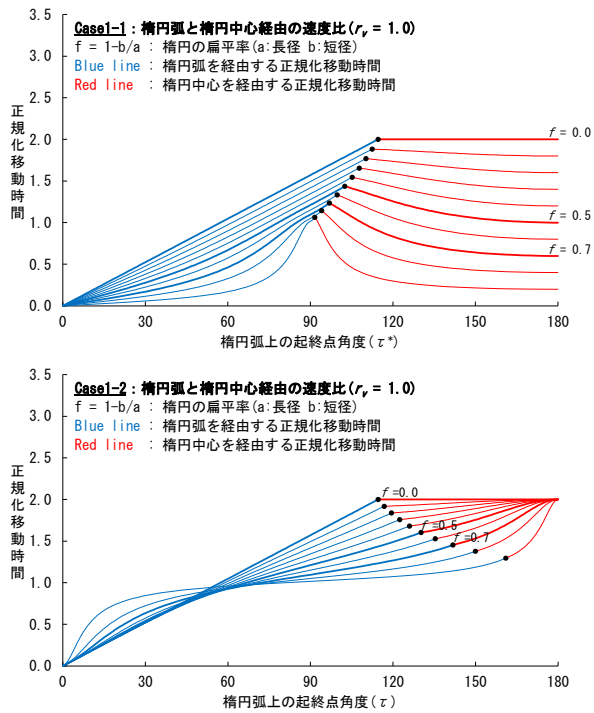 Case1-1：楕円弧と楕円中心経由の速度比(rv = 1.0)
f = 1-b/a : 楕円の扁平率(a:長径 b:短径)
Blue line : 楕円弧を経由する正規化移動時間
Red line : 楕円中心を経由する正規化移動時間
正規化移動時間
3.5
3.0
2.5
2.0
1.5
1.0
0.5
0.0
f = 0.0
f = 0.5
f = 0.7
0 30 60 90 120 150 180
楕円弧上の起終点角度(τ*)
Case1-2：楕円弧と楕円中心経由の速度比(rv = 1.0)
f = 1-b/a : 楕円の扁平率(a:長径 b:短径)
Blue line : 楕円弧を経由する正規化移動時間
Red line : 楕円中心を経由する正規化移動時間
正規化移動時間
3.5
3.0
2.5
2.0
1.5
1.0
0.5
0.0
f =0.0
f =0.5
f =0.7
0 30 60 90 120 150 180
楕円弧上の起終点角度(τ)